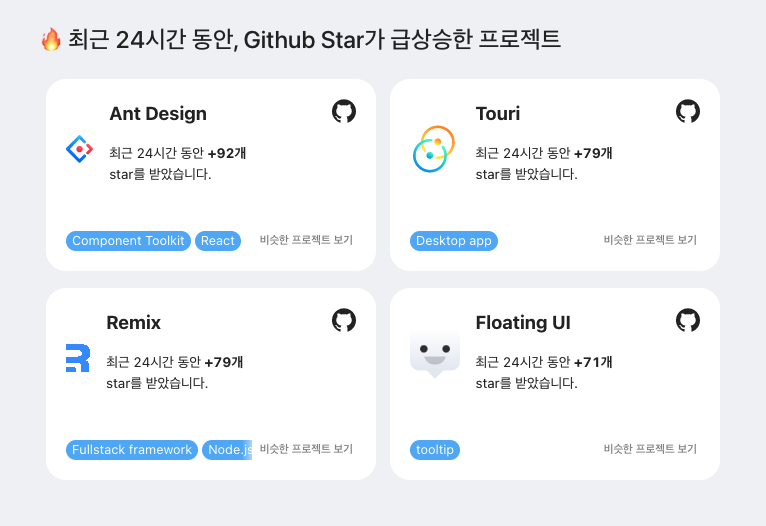 🔥 최근 24시간 동안, Github Star가 급상승한 프로젝트
Ant Design
최근 24시간 동안 +92개
star를 받았습니다.
Component Toolkit React 비슷한 프로젝트 보기
Touri
최근 24시간 동안 +79개
star를 받았습니다.
Desktop app 비슷한 프로젝트 보기
Remix
최근 24시간 동안 +79개
star를 받았습니다.
Fullstack framework Node.js 비슷한 프로젝트 보기
Floating UI
최근 24시간 동안 +71개
star를 받았습니다.
tooltip 비슷한 프로젝트 보기